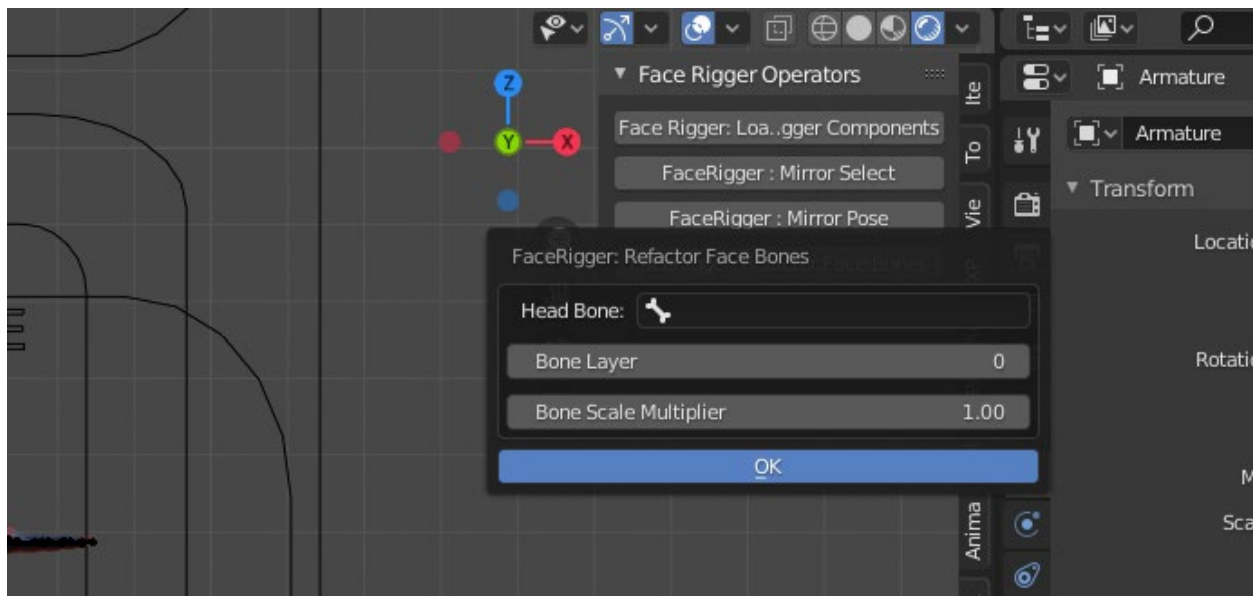 Face Rigger Operators
Ite
Armature
Z
Face Rigger: Loa..gger Components
To
Armature
Y
X
FaceRigger : Mirror Select
Transform
FaceRigger : Mirror Pose
Vie
Locatio
FaceRigger: Refactor Face Bones
Head Bone:
Bone Layer 0
Rotatio
Bone Scale Multiplier 1.00
OK
M
Anima
Sca